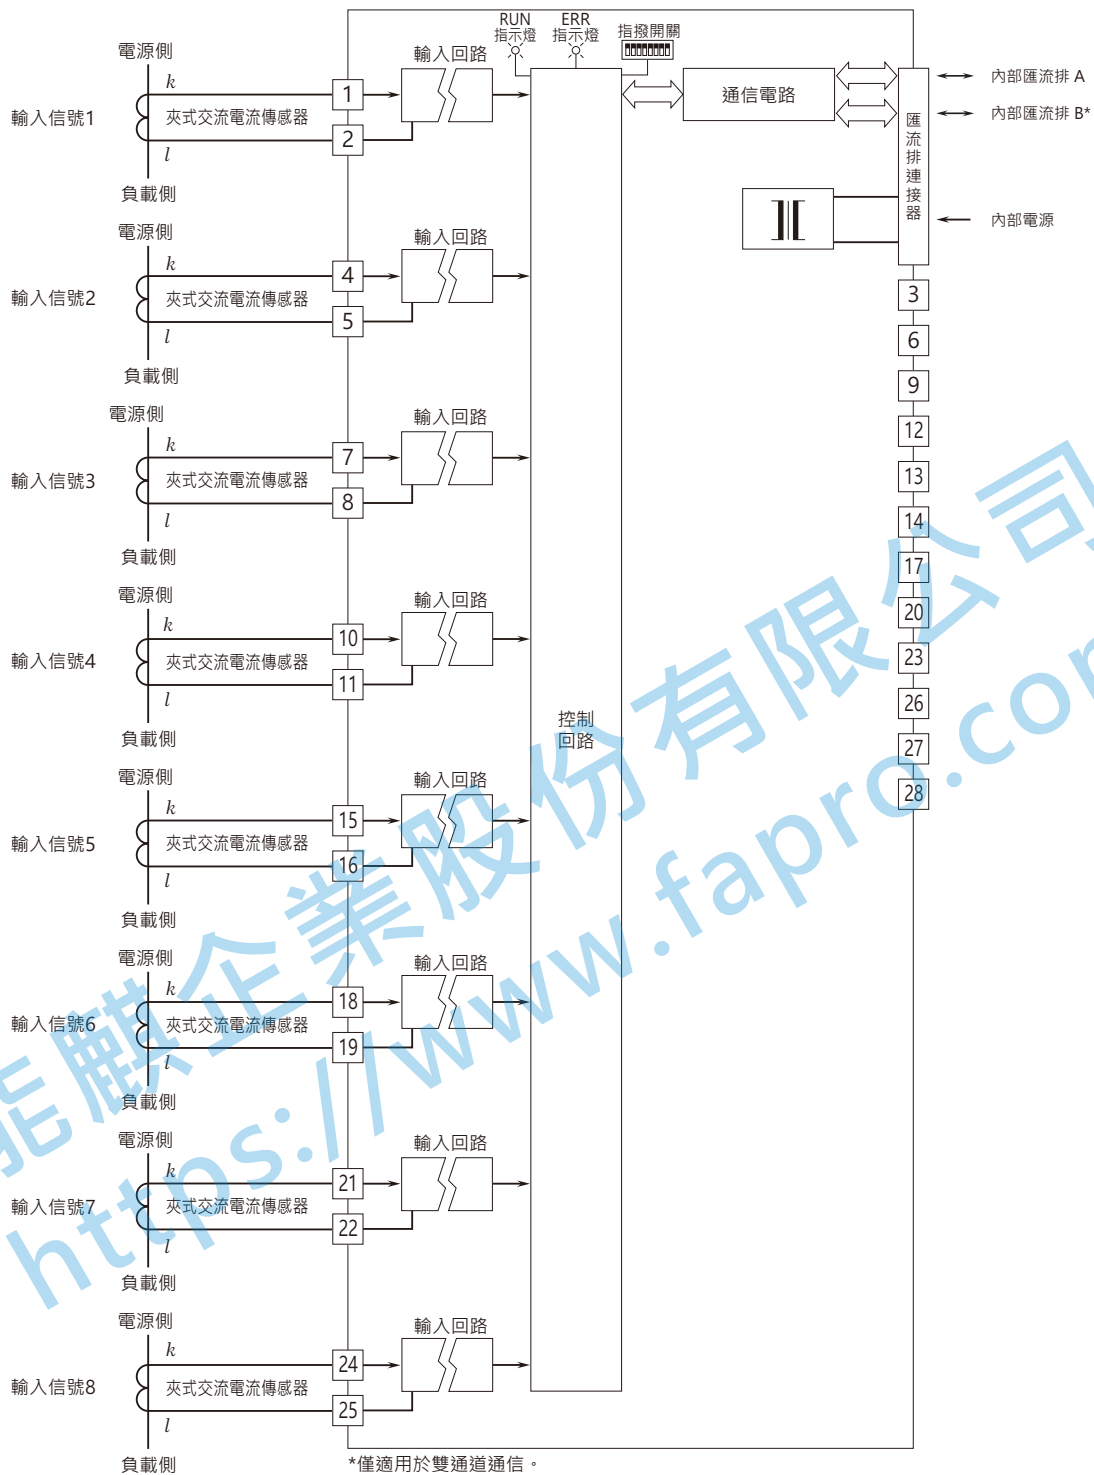 RUN
指示燈
ERR
指示燈
指撥開關
電源側
k
輸入信號1
夾式交流電流傳感器
l
負載側
1
2
輸入回路
通信電路
匯流排連接器
內部匯流排 A
內部匯流排 B*
內部電源
電源側
k
輸入信號2
夾式交流電流傳感器
l
負載側
4
5
輸入回路
電源側
k
輸入信號3
夾式交流電流傳感器
l
負載側
7
8
輸入回路
電源側
k
輸入信號4
夾式交流電流傳感器
l
負載側
10
11
輸入回路
控制
回路
電源側
k
輸入信號5
夾式交流電流傳感器
l
負載側
15
16
輸入回路
電源側
k
輸入信號6
夾式交流電流傳感器
l
負載側
18
19
輸入回路
電源側
k
輸入信號7
夾式交流電流傳感器
l
負載側
21
22
輸入回路
電源側
k
輸入信號8
夾式交流電流傳感器
l
負載側
24
25
輸入回路
3
6
9
12
13
14
17
20
23
26
27
28
*僅適用於雙通道通信。
能麒企業股份有限公司
https://www.fapro.com